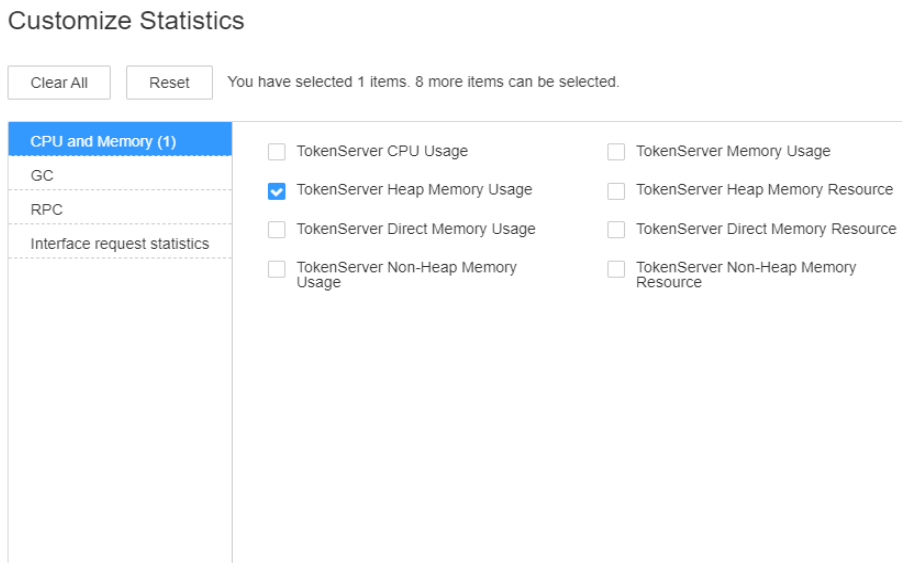 Customize Statistics
Clear All Reset You have selected 1 items. 8 more items can be selected.
CPU and Memory (1)
GC
RPC
Interface request statistics
TokenServer CPU Usage TokenServer Memory Usage
TokenServer Heap Memory Usage TokenServer Heap Memory Resource
TokenServer Direct Memory Usage TokenServer Direct Memory Resource
TokenServer Non-Heap Memory
Usage
TokenServer Non-Heap Memory
Resource